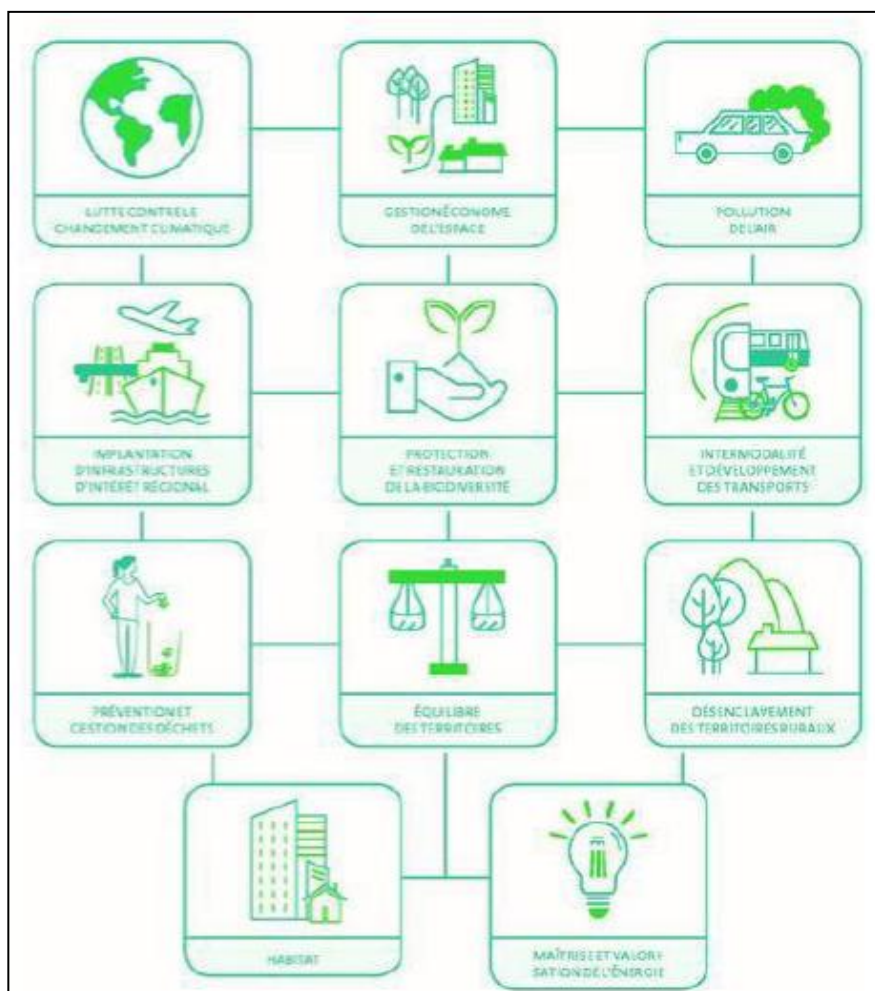 LUTTE CONTRE LE
CHANGEMENT CLIMATIQUE
GESTION ÉCONOME
DE L'ESPACE
POLLUTION
DE L'AIR
IMPLANTATION
D'INFRASTRUCTURES
D'INTÉRÊT RÉGIONAL
PROTECTION
ET RESTAURATION
DE LA BIODIVERSITÉ
INTERMODALITÉ
ET DÉVELOPPEMENT
DES TRANSPORTS
PRÉVENTION ET
GESTION DES DÉCHETS
ÉQUILIBRE
DES TERRITOIRES
DÉSENCLAVEMENT
DES TERRITOIRES RURAUX
HABITAT
MAÎTRISE ET VALORI-
SATION DE L'ÉNERGIE